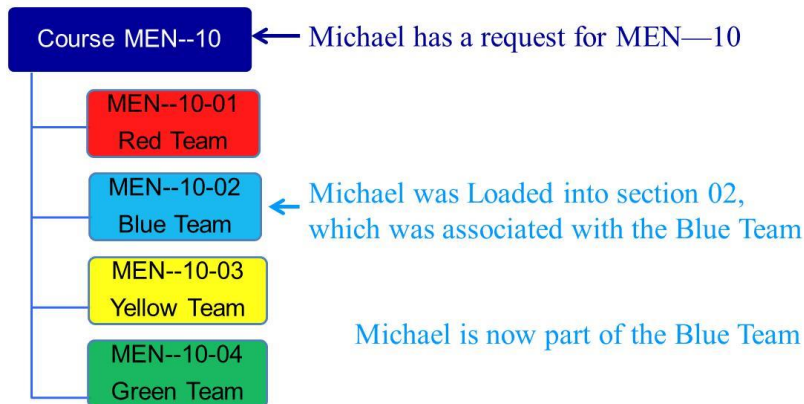 Course MEN--10
Michael has a request for MEN—10
MEN--10-01
Red Team
MEN--10-02
Blue Team
Michael was Loaded into section 02,
which was associated with the Blue Team
MEN--10-03
Yellow Team
Michael is now part of the Blue Team
MEN--10-04
Green Team